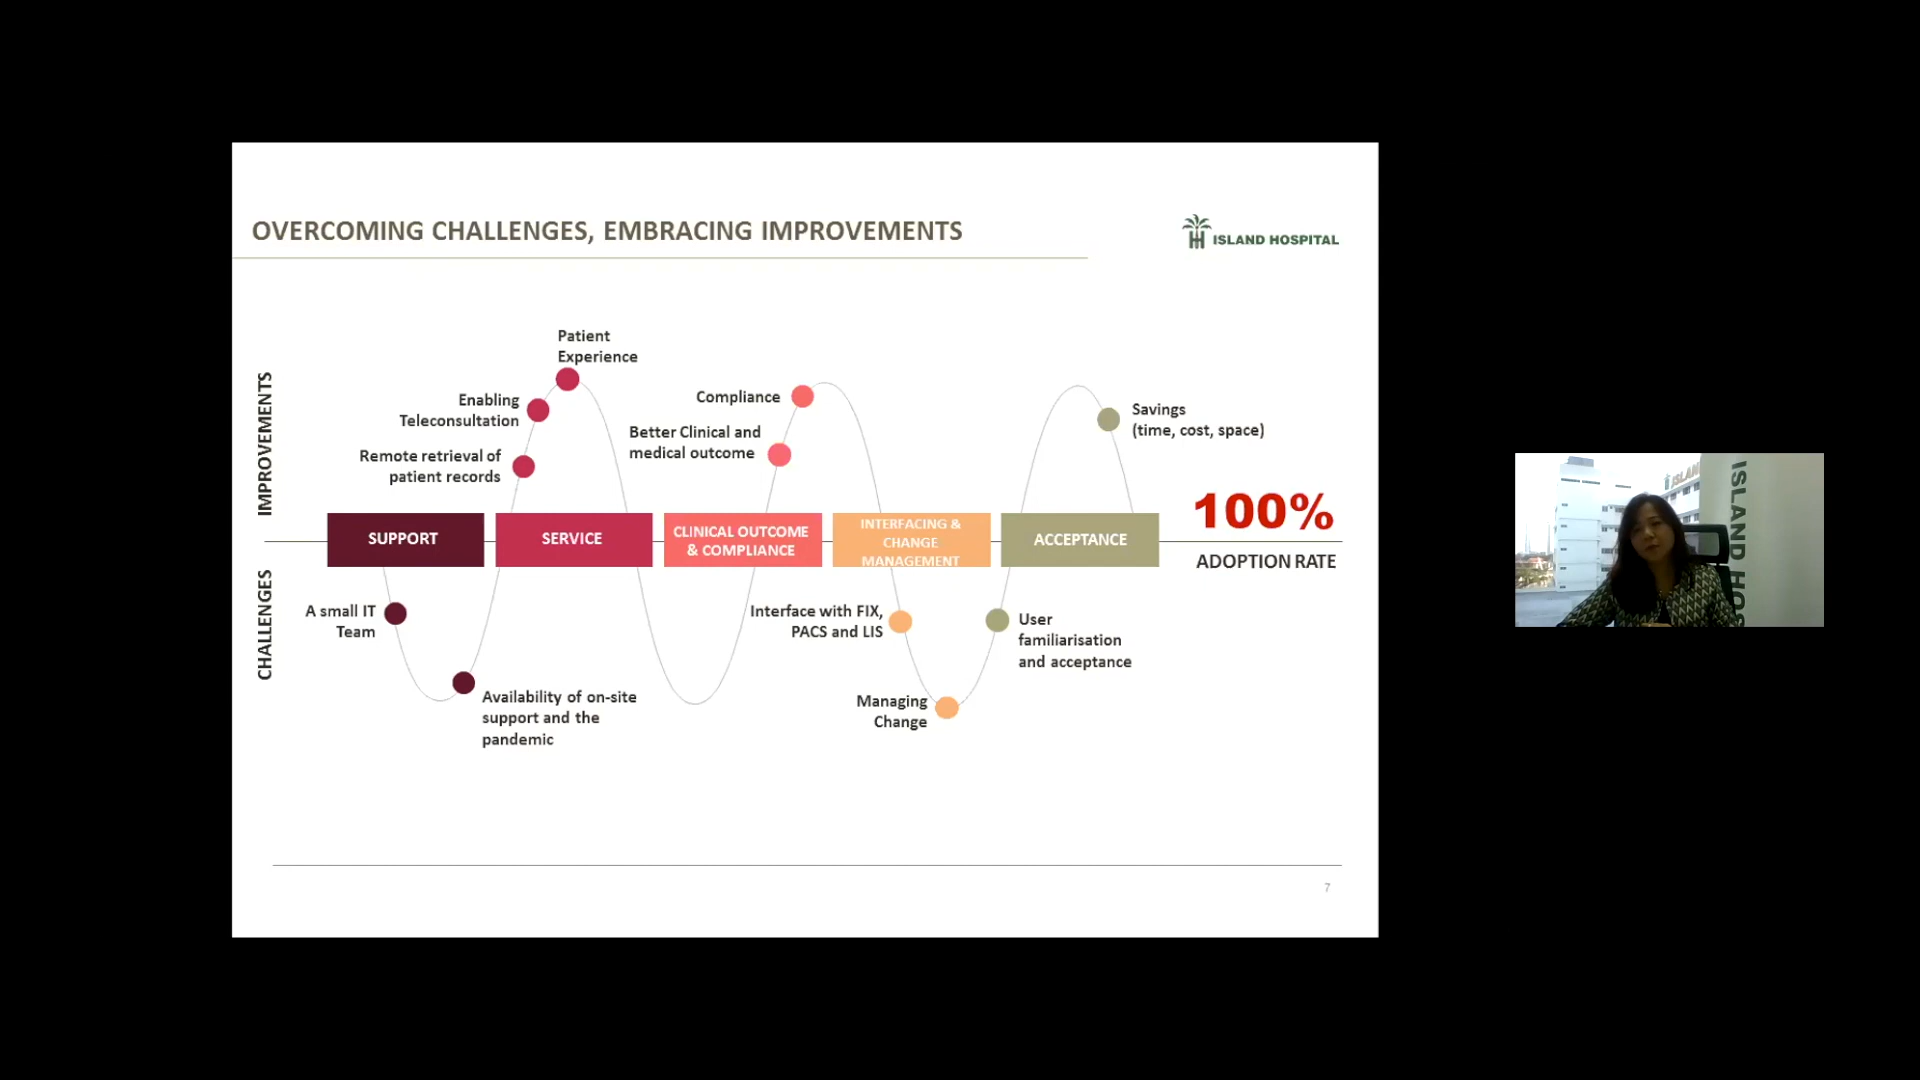 OVERCOMING CHALLENGES, EMBRACING IMPROVEMENTS
ISLAND HOSPITAL
IMPROVEMENTS
Patient
Experience
Enabling
Teleconsultation
Remote retrieval of
patient records
Compliance
Better Clinical and
medical outcome
Savings
(time, cost, space)
SUPPORT
SERVICE
CLINICAL OUTCOME
& COMPLIANCE
INTERFACING &
CHANGE
MANAGEMENT
ACCEPTANCE
100%
ADOPTION RATE
CHALLENGES
A small IT
Team
Availability of on-site
support and the
pandemic
Interface with FIX,
PACS and LIS
Managing
Change
User
familiarisation
and acceptance
7
ISLAN
ISLAND HOS